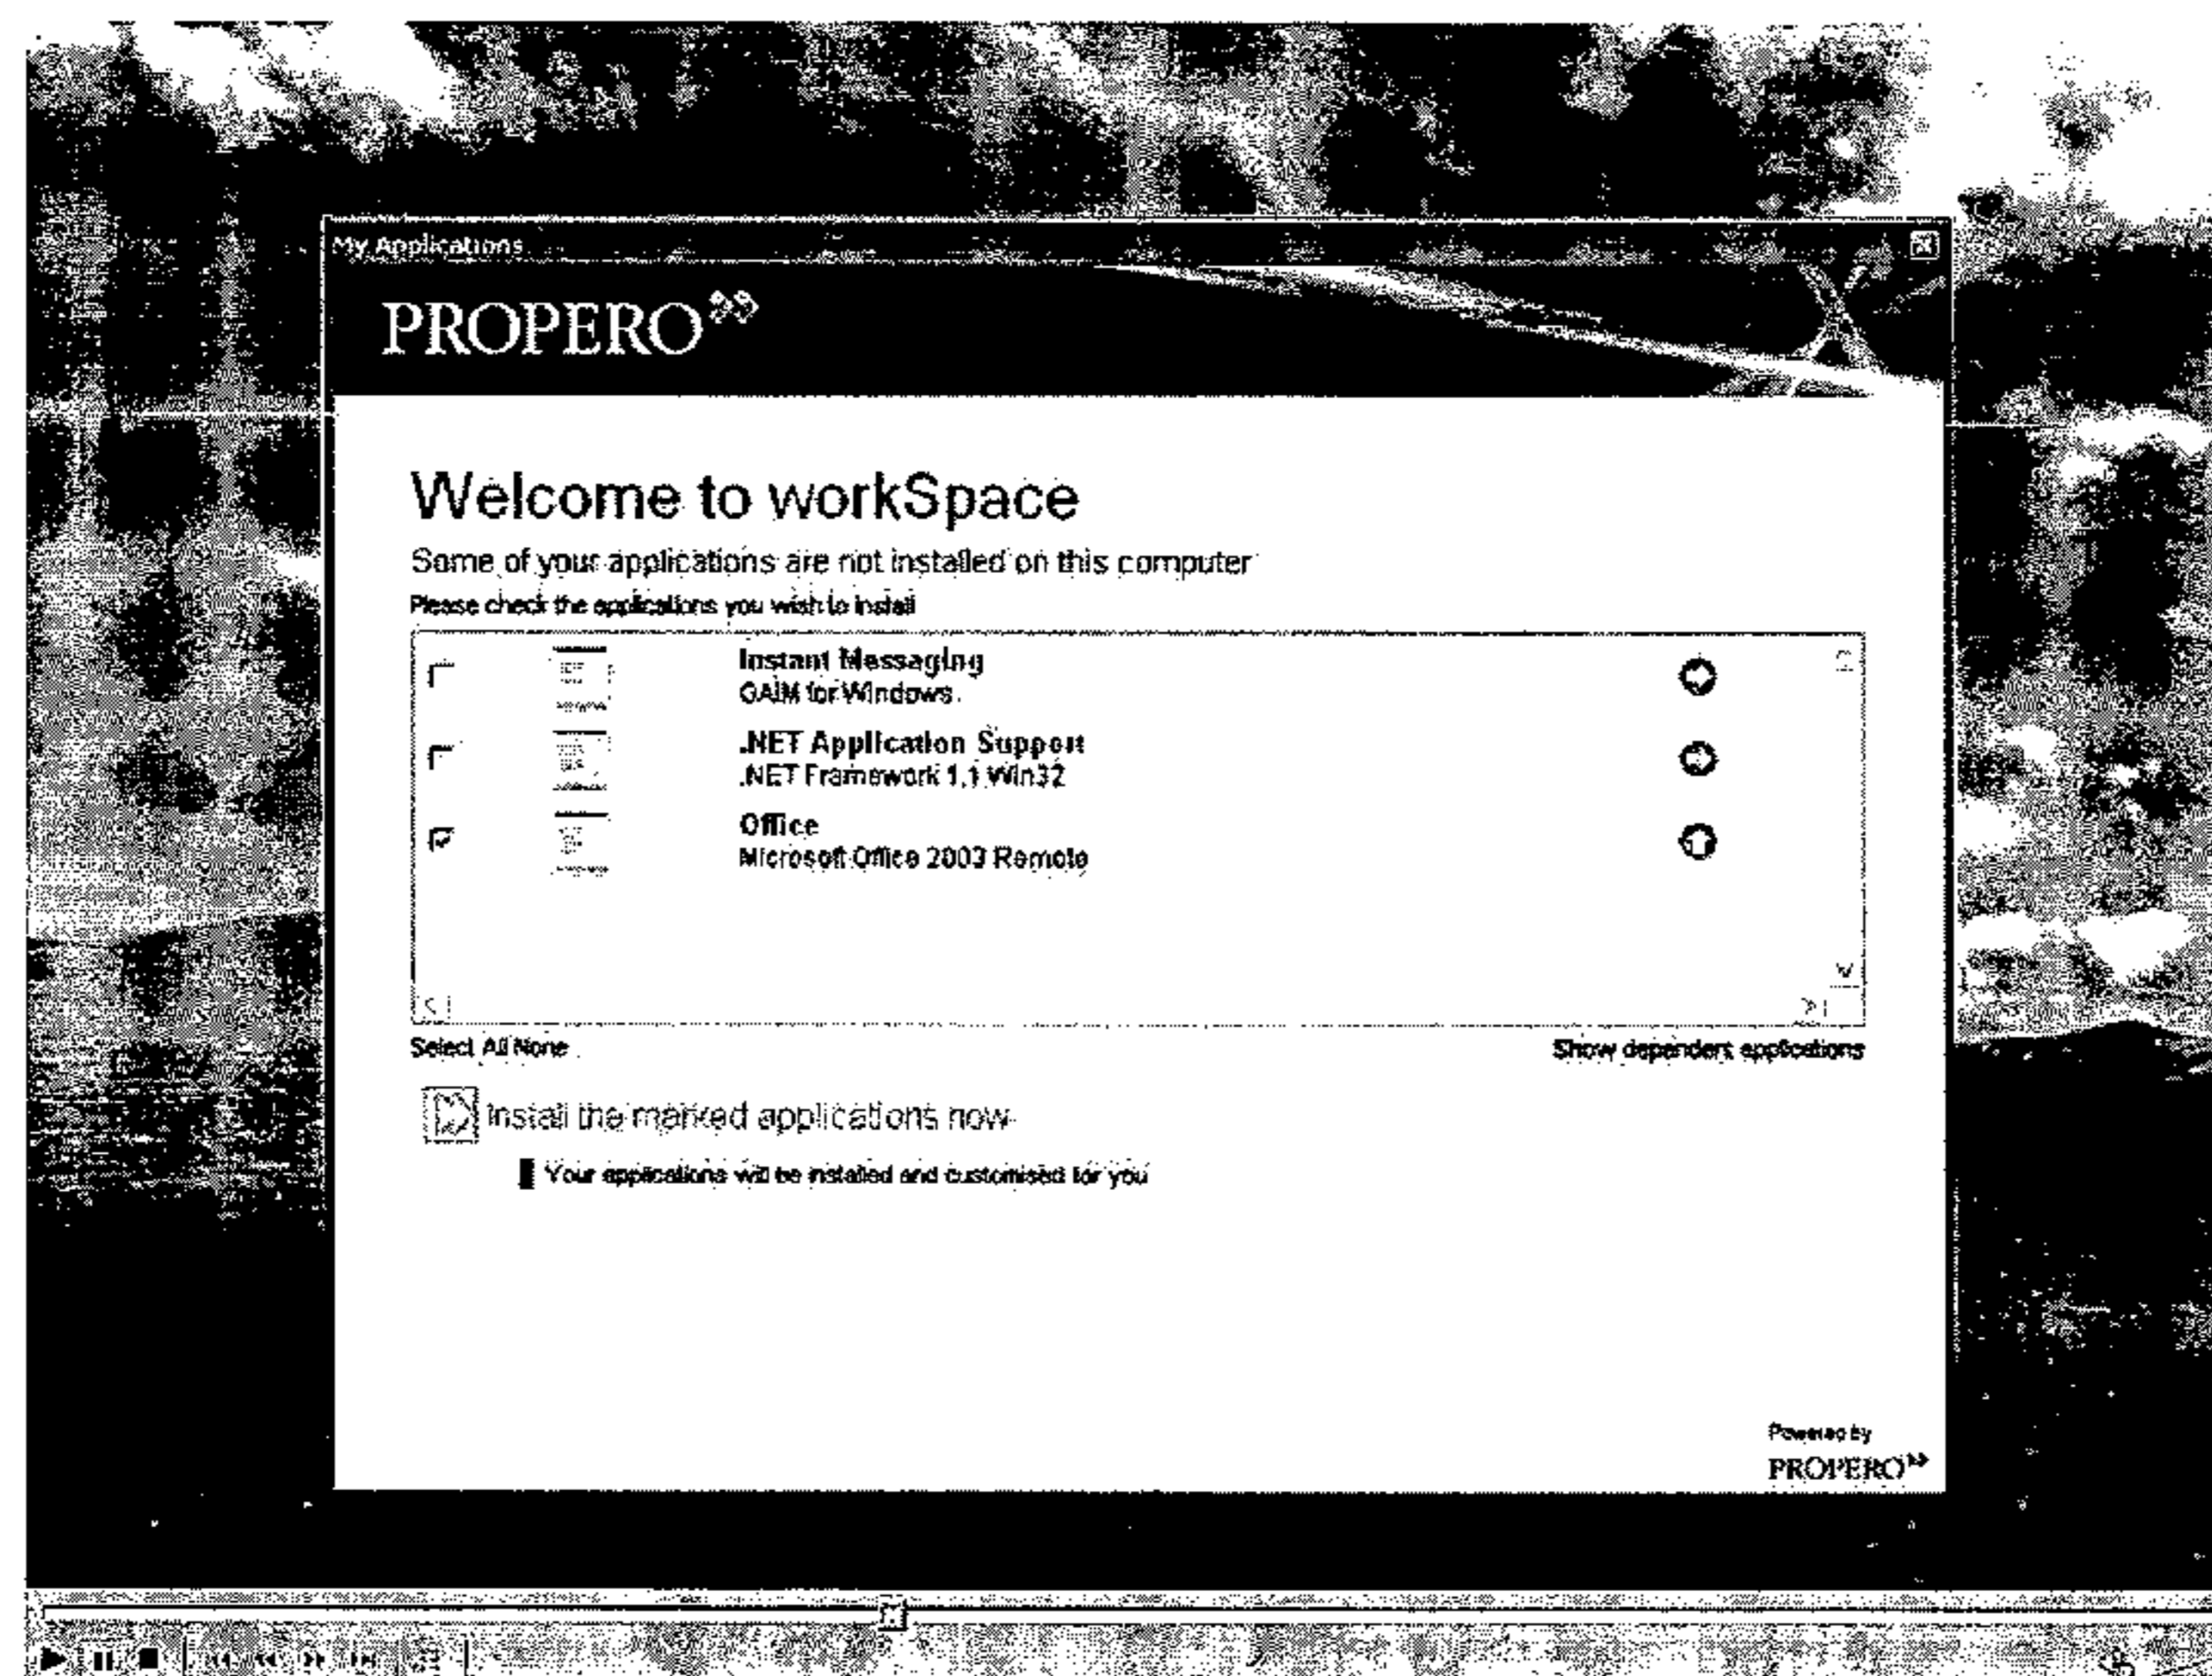 My Applications
PROPERO
Welcome to workSpace
Some of your applications are not installed on this computer
Please check the applications you wish to install
Instant Messaging
GAIM for Windows
.NET Application Support
.NET Framework 1.1 Win32
Office
Microsoft Office 2003 Remote
Select All None
Show dependent applications
Install the marked applications now
Your applications will be installed and customised for you
Powered by
PROPERO